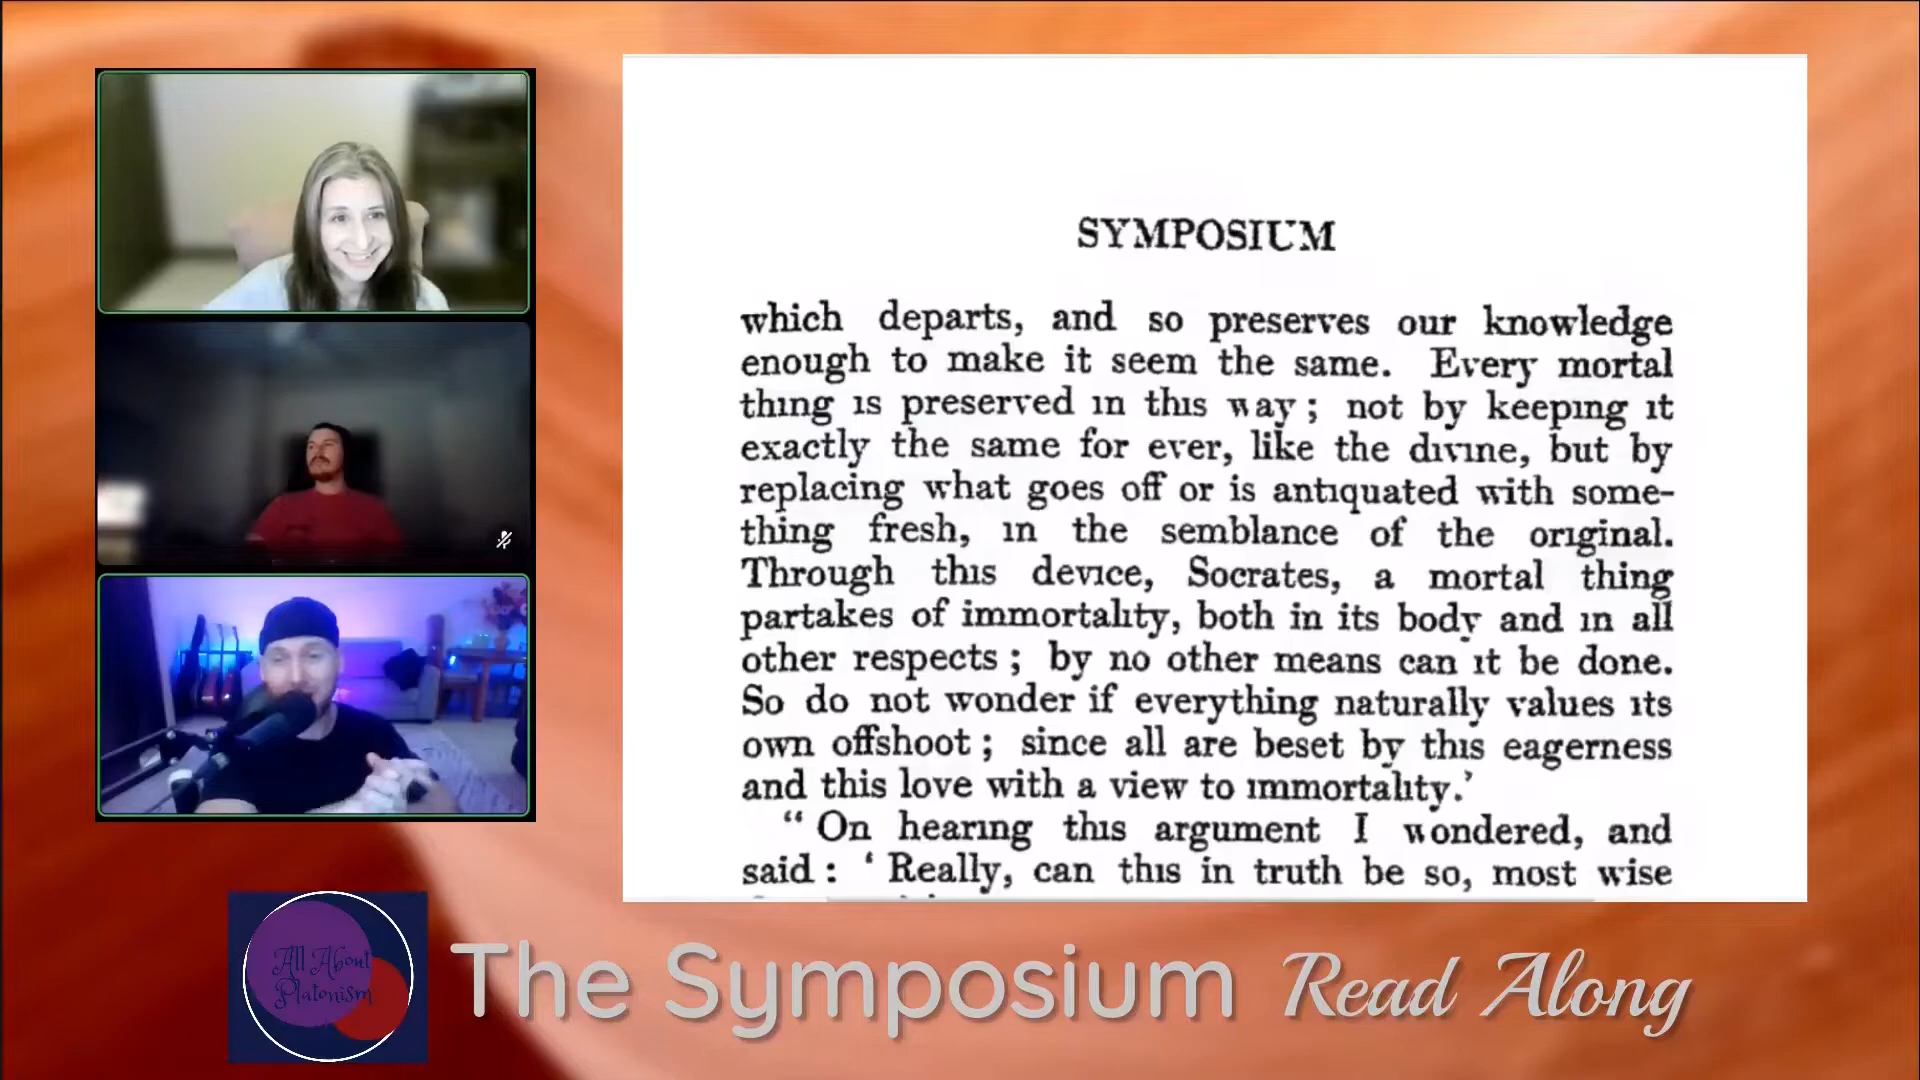 SYMPOSIUM
which departs, and so preserves our knowledge
enough to make it seem the same. Every mortal
thing is preserved in this way; not by keeping it
exactly the same for ever, like the divine, but by
replacing what goes off or is antiquated with some-
thing fresh, in the semblance of the original.
Through this device, Socrates, a mortal thing
partakes of immortality, both in its body and in all
other respects; by no other means can it be done.
So do not wonder if everything naturally values its
own offshoot; since all are beset by this eagerness
and this love with a view to immortality.’
“On hearing this argument I wondered, and
said: ‘Really, can this in truth be so, most wise
All About
Platonism
The Symposium Read Along